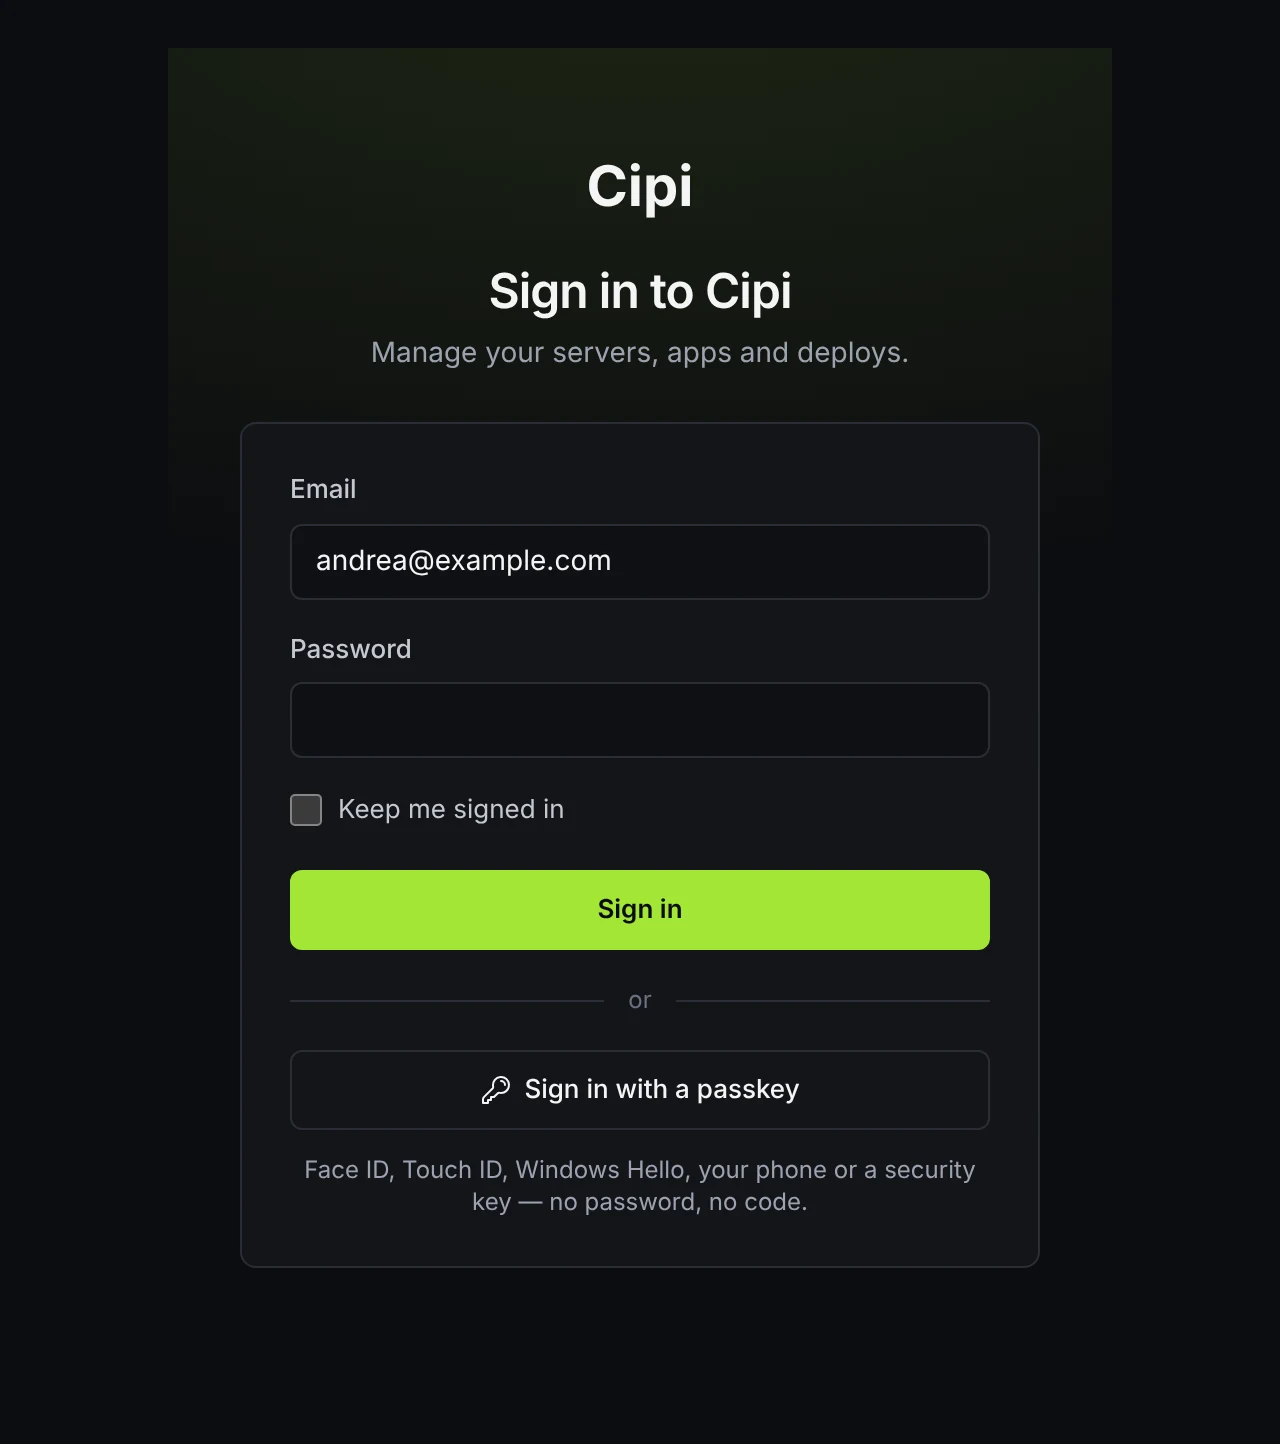 Cipi
Sign in to Cipi
Manage your servers, apps and deploys.
Email
andrea@example.com
Password
Keep me signed in
Sign in
or
Sign in with a passkey
Face ID, Touch ID, Windows Hello, your phone or a security
key — no password, no code.